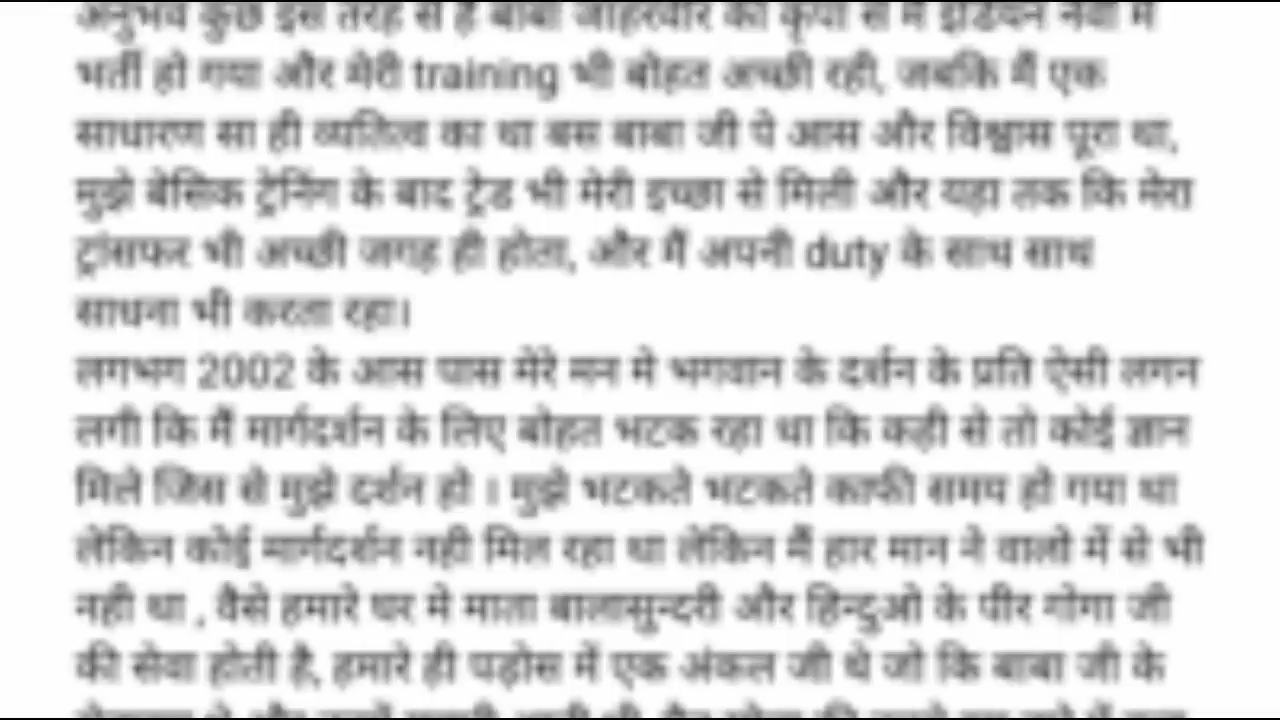 अनुभव कुछ इस तरह से है बाबा जाहरवीर की कृपा से मैं इंडियन नेवी में
भर्ती हो गया और मेरी training भी बोहत अच्छी रही, जबकि मैं एक
साधारण सा ही व्यतित्व का था बस बाबा जी पे आस और विश्वास पूरा था,
मुझे बेसिक ट्रेनिंग के बाद ट्रेड भी मेरी इच्छा से मिली और यहा तक कि मेरा
ट्रांसफर भी अच्छी जगह ही होता, और मैं अपनी duty के साथ साथ
साधना भी करता रहा।
लगभग 2002 के आस पास मेरे मन मे भगवान के दर्शन के प्रति ऐसी लगन
लगी कि मैं मार्गदर्शन के लिए बोहत भटक रहा था कि कही से तो कोई ज्ञान
मिले जिस से मुझे दर्शन हो । मुझे भटकते भटकते काफी समय हो गया था
लेकिन कोई मार्गदर्शन नही मिल रहा था लेकिन मैं हार मान ने वालो में से भी
नही था , वैसे हमारे घर मे माता बालासुन्दरी और हिन्दुओ के पीर गोगा जी
की सेवा होती है, हमारे ही पड़ोस में एक अंकल जी थे जो कि बाबा जी के